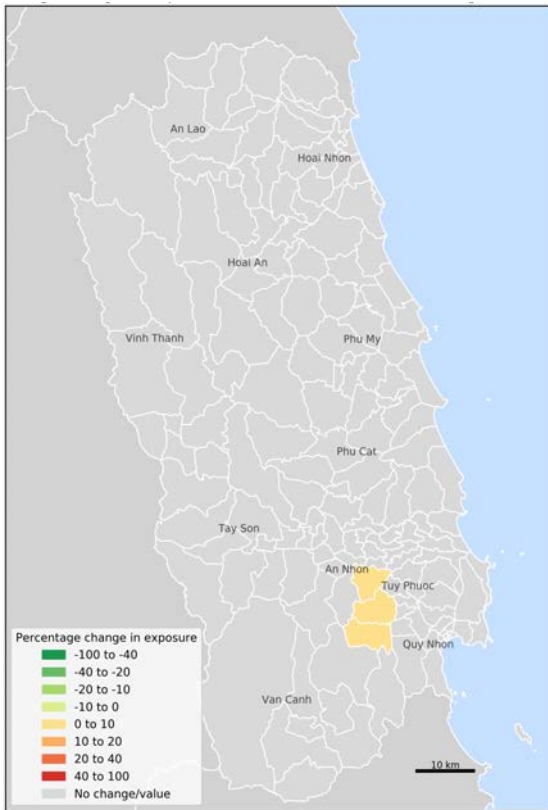 An Lao
Hoai Nhon
Hoai An
Vinh Thanh
Phu My
Phu Cat
Tay Son
An Nhon
Tuy Phuoc
Quy Nhon
Van Canh
Percentage change in exposure
-100 to -40
-40 to -20
-20 to -10
-10 to 0
0 to 10
10 to 20
20 to 40
40 to 100
No change/value
10 km